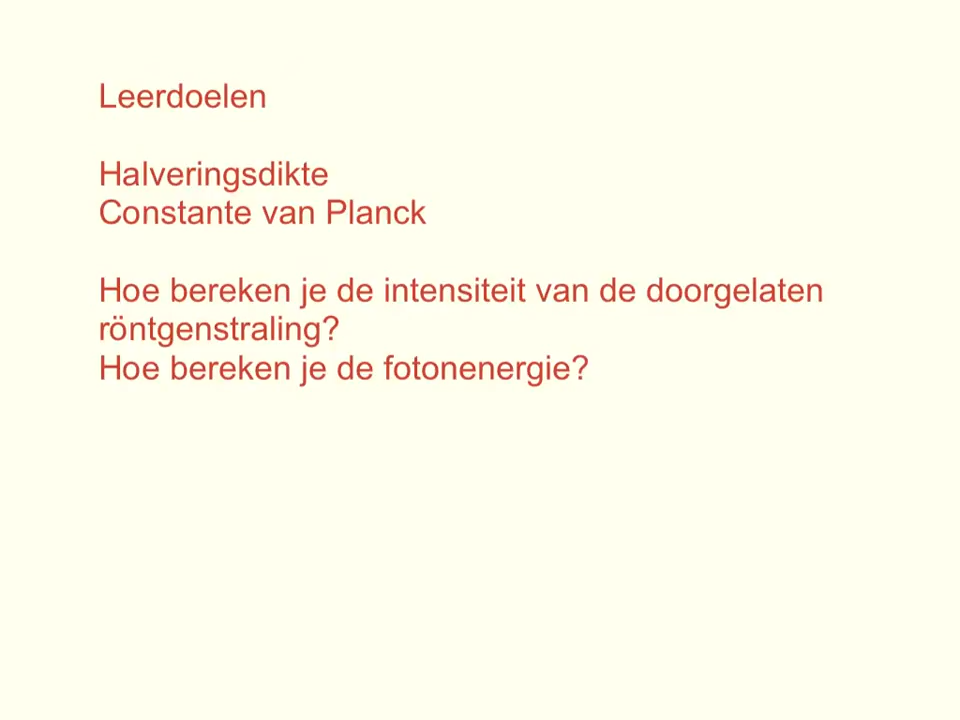 Leerdoelen
Halveringsdikte
Constante van Planck
Hoe bereken je de intensiteit van de doorgelaten
röntgenstraling?
Hoe bereken je de fotonenergie?